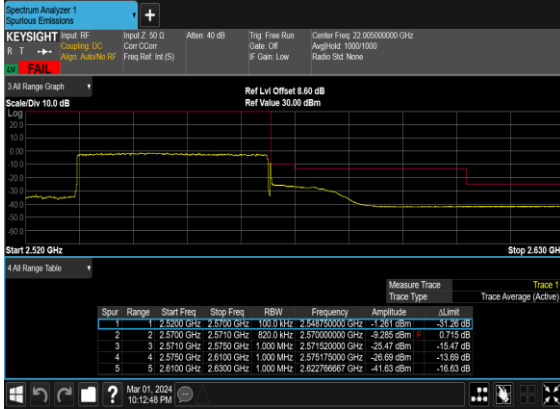 Spectrum Analyzer 1
Spurious Emissions
+
KEYSIGHT Input: RF Input Z: 50 Ω Atten: 40 dB Trig: Free Run Center Freq: 22.005000000 GHz
R T Coupling: DC Corr CCorr Gate: Off Avg|Hold: 1000/1000
Align: Auto/No RF Freq Ref: Int (S) IF Gain: Low Radio Std: None
FAIL
3 All Range Graph
Ref Lvl Offset 8.60 dB
Scale/Div 10.0 dB Ref Value 30.00 dBm
Log
20.0
10.0
0.00
-10.0
-20.0
-30.0
-40.0
-50.0
-60.0
Start 2.520 GHz Stop 2.630 GH
4 All Range Table
Measure Trace Trace 1
Trace Type Trace Average (Active)
Spur Range Start Freq Stop Freq RBW Frequency Amplitude ΔLimit
1 1 2.5200 GHz 2.5700 GHz 100.0 kHz 2.548750000 GHz -1.261 dBm -31.26 dB
2 2 2.5700 GHz 2.5710 GHz 820.0 kHz 2.570000000 GHz -9.285 dBm F 0.715 dB
3 3 2.5710 GHz 2.5750 GHz 1.000 MHz 2.571520000 GHz -25.47 dBm -15.47 dB
4 4 2.5750 GHz 2.6100 GHz 1.000 MHz 2.575175000 GHz -26.69 dBm -13.69 dB
5 5 2.6100 GHz 2.6300 GHz 1.000 MHz 2.622766667 GHz -41.63 dBm -16.63 dB
?
Mar 01, 2024
10:12:48 PM